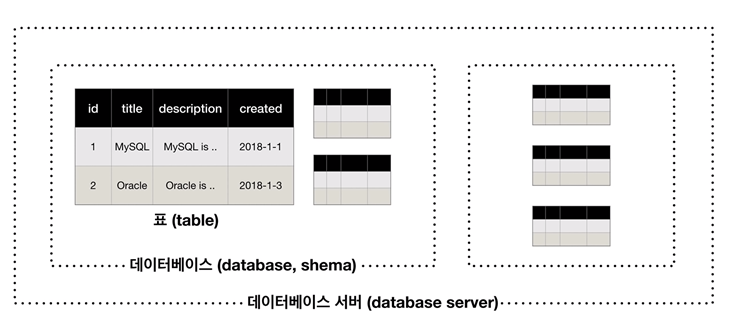 id title description created
1 MySQL MySQL is .. 2018-1-1
2 Oracle Oracle is .. 2018-1-3
표 (table)
데이터베이스 (database, shema)
데이터베이스 서버 (database server)